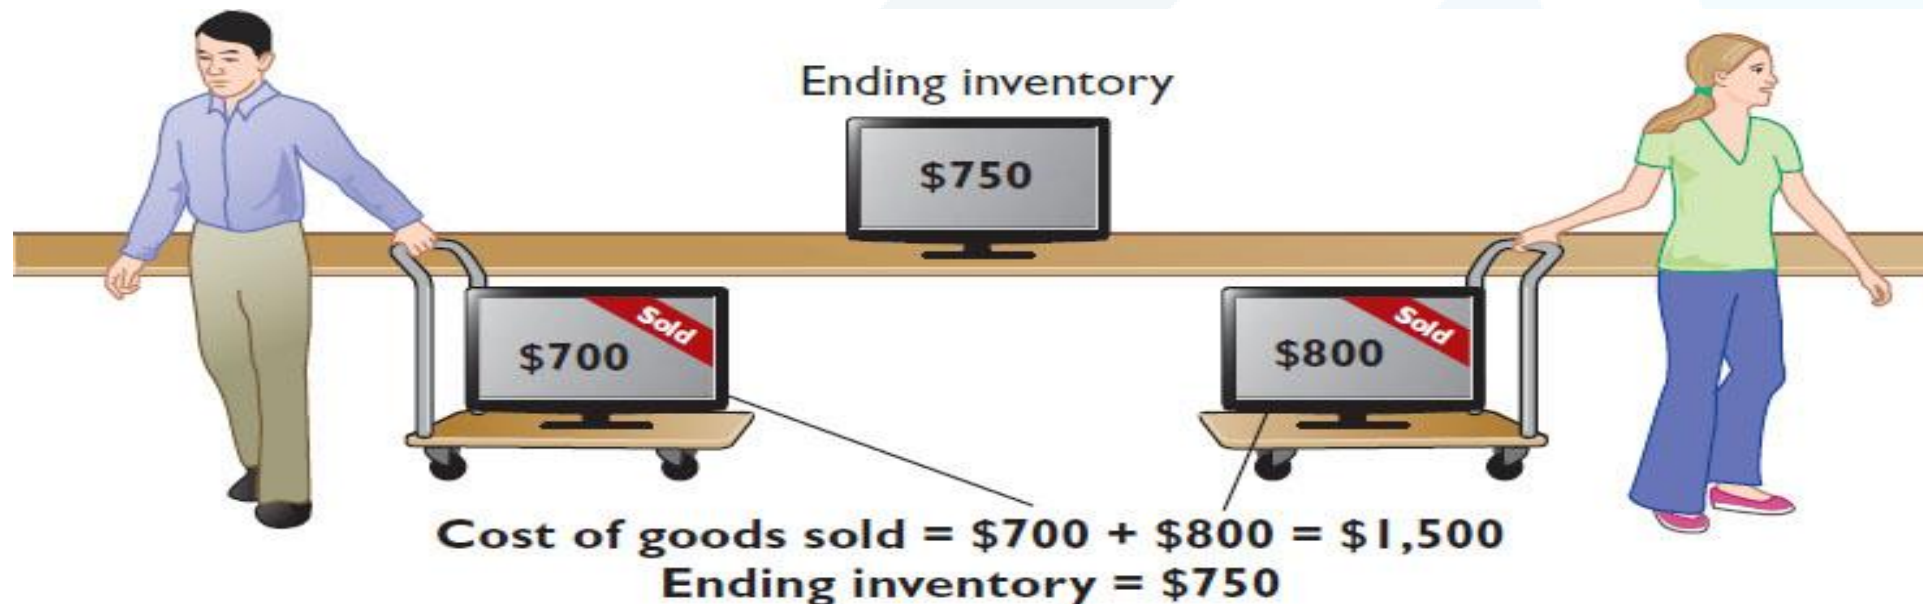 Ending inventory
$750
Sold
$700
Sold
$800
Cost of goods sold = $700 + $800 = $1,500
Ending inventory = $750